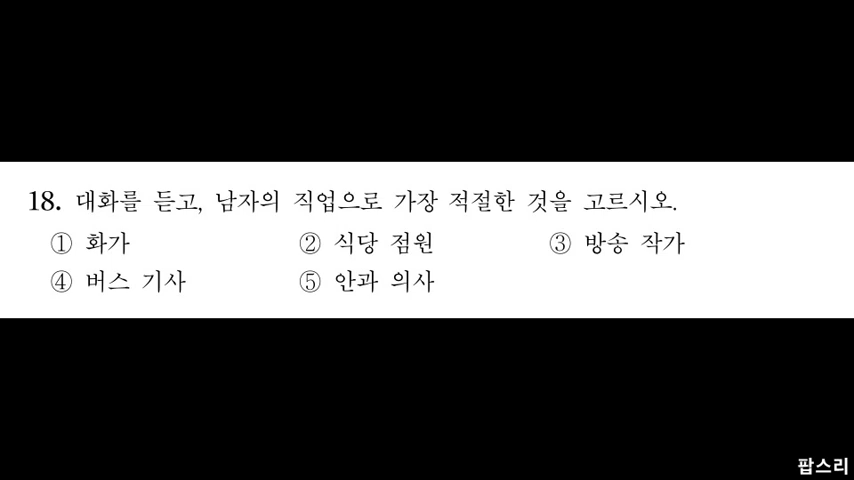 18. 대화를 듣고, 남자의 직업으로 가장 적절한 것을 고르시오.
① 화가 ② 식당 점원 ③ 방송 작가
④ 버스 기사 ⑤ 안과 의사
팝스리